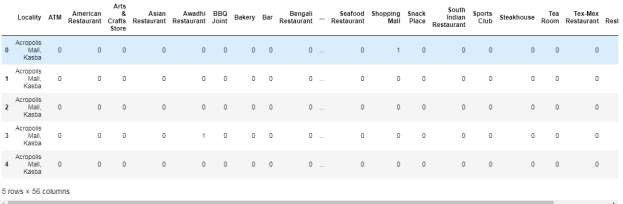 Locality ATM American Restaurant Arts & Crafts Store Asian Restaurant Awadhi Restaurant BBQ Joint Bakery Bar Bengali Restaurant ... Seafood Restaurant Shopping Mall Snack Place South Indian Restaurant Sports Club Steakhouse Tea Room Tex-Mex Restaurant Rest
0 Acropolis Mall, Kasba 0 0 0 0 0 0 0 0 0 ... 0 1 0 0 0 0 0 0
1 Acropolis Mall, Kasba 0 0 0 0 0 0 0 0 0 ... 0 0 0 0 0 0 0 0
2 Acropolis Mall, Kasba 0 0 0 0 0 0 0 0 0 ... 0 0 0 0 0 0 0 0
3 Acropolis Mall, Kasba 0 0 0 0 1 0 0 0 0 ... 0 0 0 0 0 0 0 0
4 Acropolis Mall, Kasba 0 0 0 0 0 0 0 0 0 ... 0 0 0 0 0 0 0 0
5 rows × 56 columns